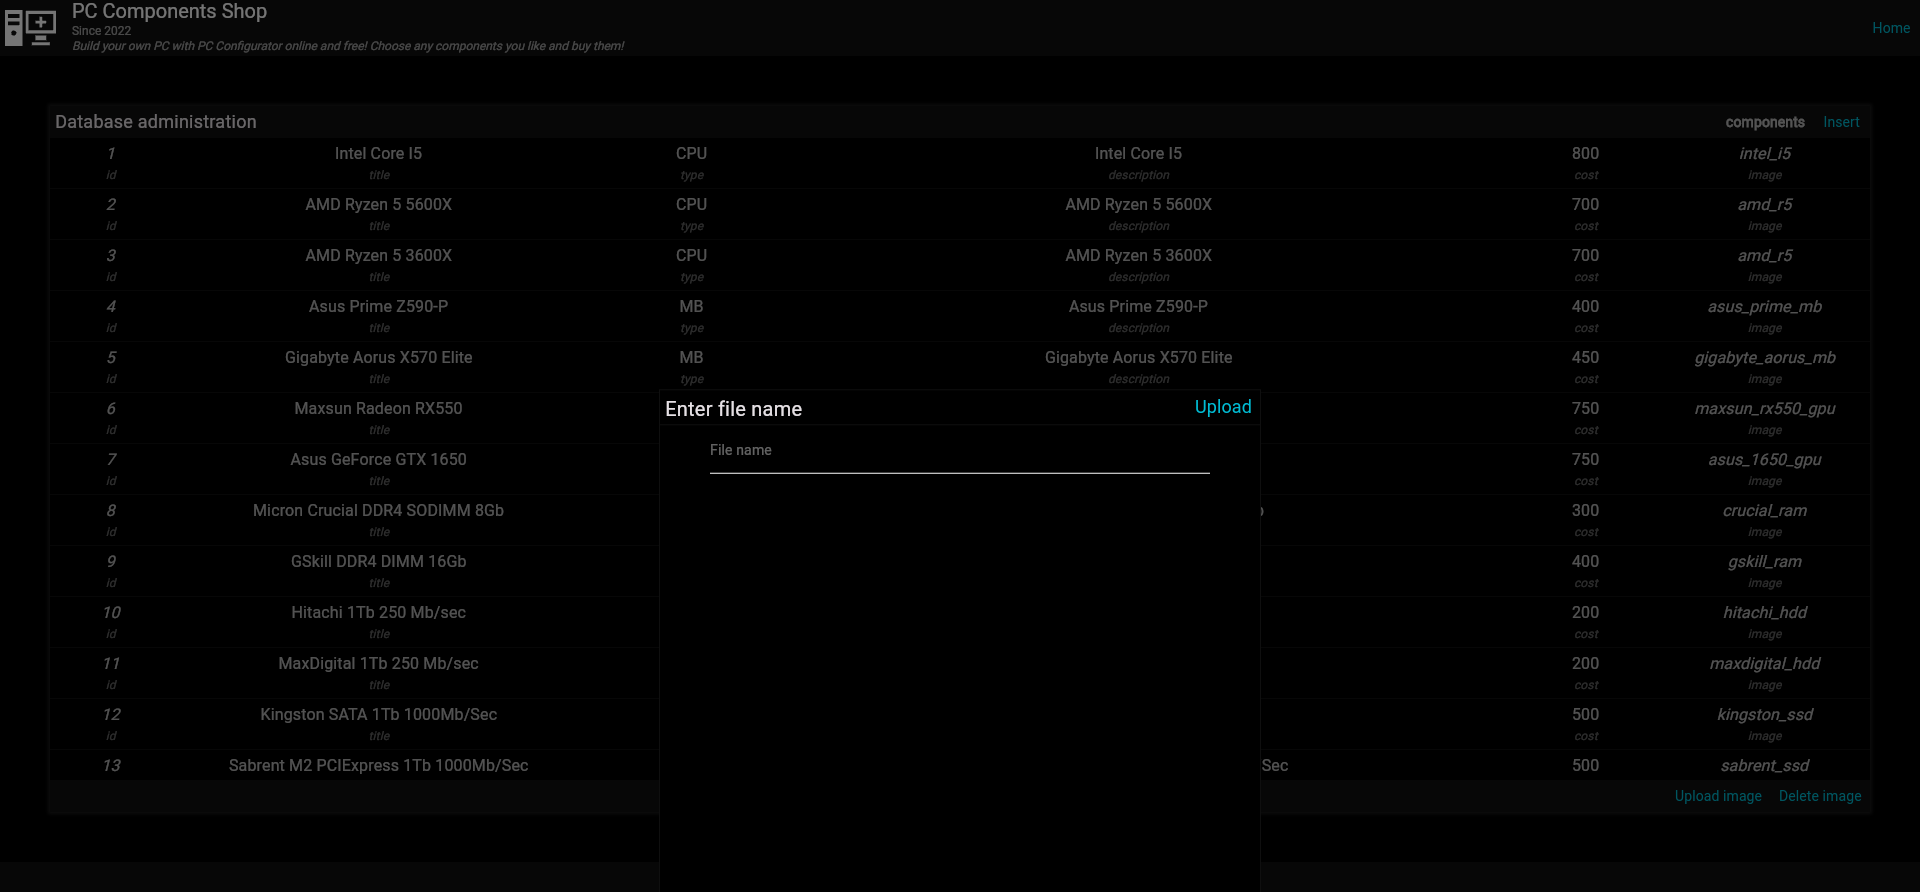 PC Components Shop
Since 2022
Build your own PC with PC Configurator online and free! Choose any components you like and buy them!
Home
Database administration components Insert
1 Intel Core I5 CPU Intel Core I5 800 intel_i5
id title type description cost image
2 AMD Ryzen 5 5600X CPU AMD Ryzen 5 5600X 700 amd_r5
id title type description cost image
3 AMD Ryzen 5 3600X CPU AMD Ryzen 5 3600X 700 amd_r5
id title type description cost image
4 Asus Prime Z590-P MB Asus Prime Z590-P 400 asus_prime_mb
id title type description cost image
5 Gigabyte Aorus X570 Elite MB Gigabyte Aorus X570 Elite 450 gigabyte_aorus_mb
id title type description cost image
6 Maxsun Radeon RX550 750 maxsun_rx550_gpu
id title cost image
7 Asus GeForce GTX 1650 750 asus_1650_gpu
id title cost image
8 Micron Crucial DDR4 SODIMM 8Gb 300 crucial_ram
id title cost image
9 GSkill DDR4 DIMM 16Gb 400 gskill_ram
id title cost image
10 Hitachi 1Tb 250 Mb/sec 200 hitachi_hdd
id title cost image
11 MaxDigital 1Tb 250 Mb/sec 200 maxdigital_hdd
id title cost image
12 Kingston SATA 1Tb 1000Mb/Sec 500 kingston_ssd
id title cost image
13 Sabrent M2 PCIExpress 1Tb 1000Mb/Sec Sec 500 sabrent_ssd
Upload image Delete image
Enter file name Upload
File name